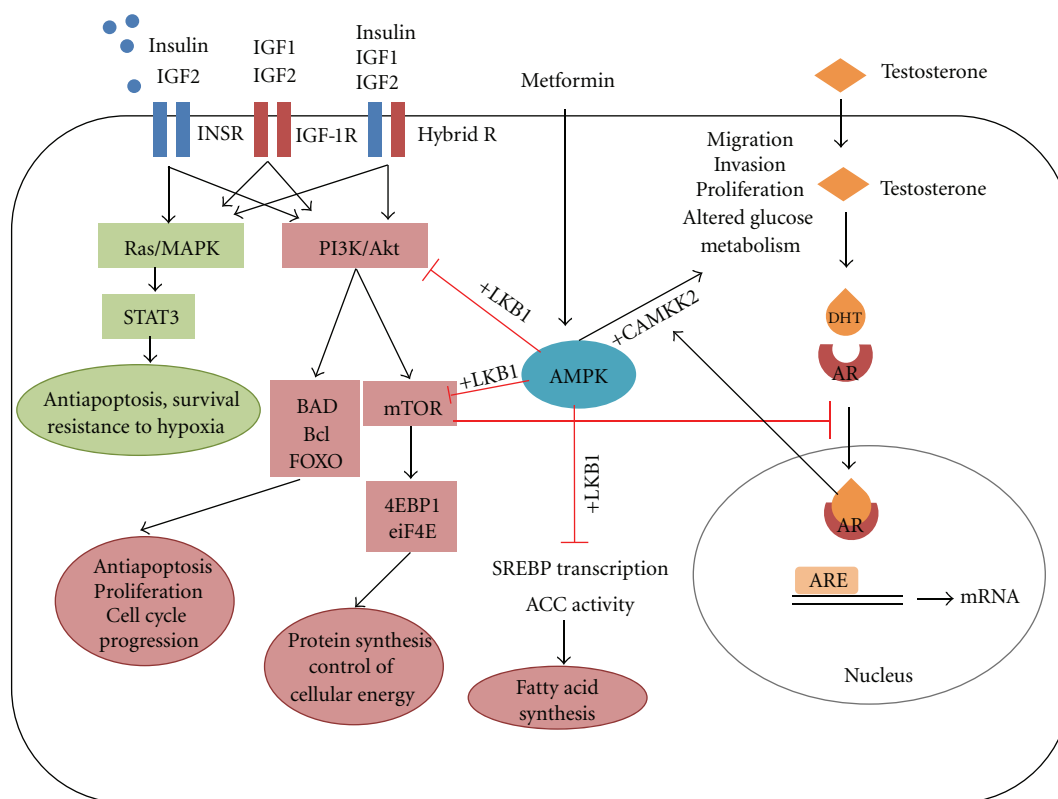 Insulin
IGF2
IGF1
IGF2
Insulin
IGF1
IGF2
Metformin
Testosterone
INSR
IGF-1R
Hybrid R
Migration
Invasion
Proliferation
Altered glucose
metabolism
Testosterone
Ras/MAPK
PI3K/Akt
+LKB1
+CAMKK2
STAT3
DHT
AR
Antiapoptosis, survival
resistance to hypoxia
BAD
Bcl
FOXO
mTOR
+LKB1
AMPK
+LKB1
4EBP1
eiF4E
AR
SREBP transcription
ACC activity
ARE
mRNA
Antiapoptosis
Proliferation
Cell cycle
progression
Protein synthesis
control of
cellular energy
Fatty acid
synthesis
Nucleus